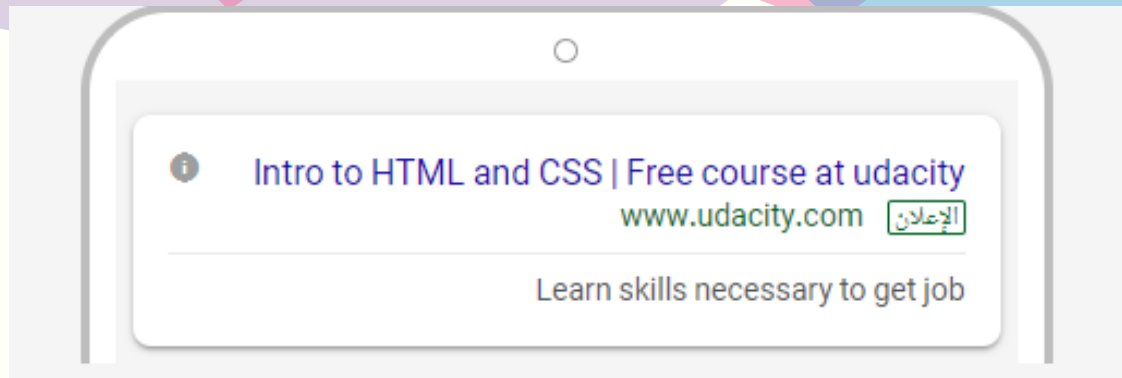 Intro to HTML and CSS | Free course at udacity
www.udacity.com الإعلان
Learn skills necessary to get job